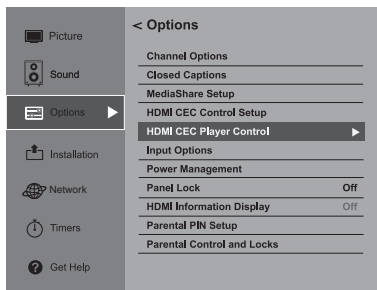 Picture
Sound
Options
Installation
Network
Timers
Get Help
< Options
Channel Options
Closed Captions
MediaShare Setup
HDMI CEC Control Setup
HDMI CEC Player Control
Input Options
Power Management
Panel Lock Off
HDMI Information Display Off
Parental PIN Setup
Parental Control and Locks